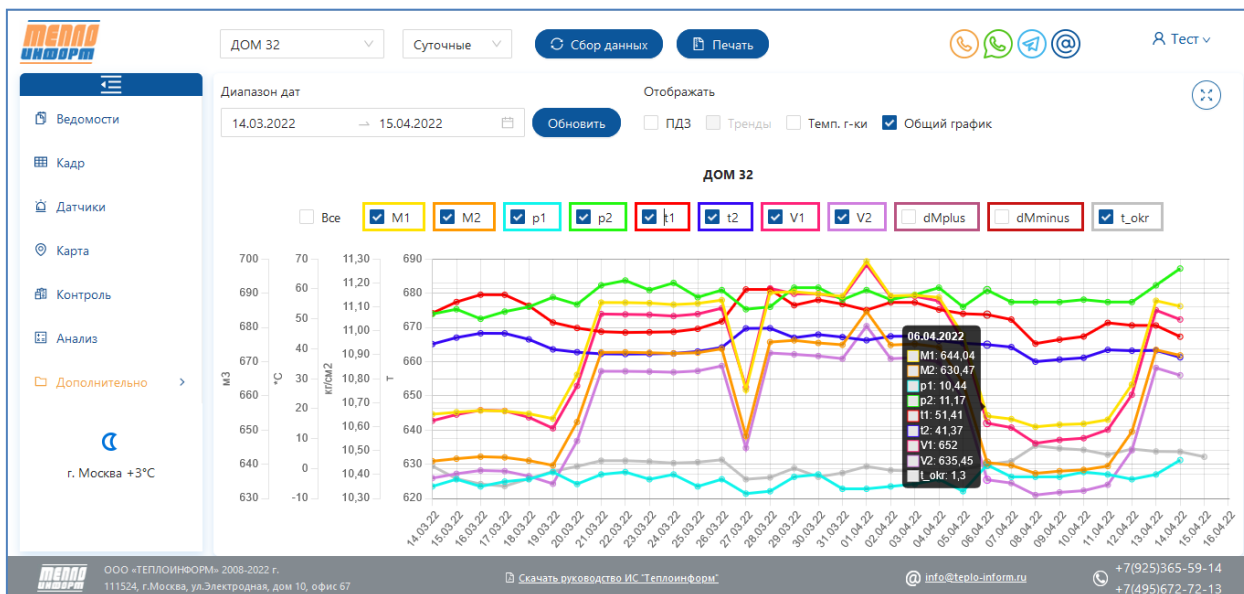 ТЕПЛО
ИНФОРМ
ДОМ 32
Суточные
Сбор данных
Печать
Тест
Ведомости
Кадр
Датчики
Карта
Контроль
Анализ
Дополнительно
г. Москва +3°C
Диапазон дат
14.03.2022 → 15.04.2022
Обновить
Отображать
ПДЗ
Тренды
Темп. г-ки
Общий график
ДОМ 32
Все M1 M2 p1 p2 t1 t2 V1 V2 dMplus dMminus t_okr
700 70 11,30 690
690 60 11,20 680
680 50 11,10 670
670 40 11,00 660
660 30 10,90 650
650 20 10,80 640
640 10 10,70 630
630 0 10,60 620
-10 10,50
10,40
10,30
м3
°C
кг/см2
т
06.04.2022
M1: 644,04
M2: 630,47
p1: 10,44
p2: 11,17
t1: 51,41
t2: 41,37
V1: 652
V2: 635,45
t_okr: 1,3
14.03.22
15.03.22
16.03.22
17.03.22
18.03.22
19.03.22
20.03.22
21.03.22
22.03.22
23.03.22
24.03.22
25.03.22
26.03.22
27.03.22
28.03.22
29.03.22
30.03.22
31.03.22
01.04.22
02.04.22
03.04.22
04.04.22
05.04.22
06.04.22
07.04.22
08.04.22
09.04.22
10.04.22
11.04.22
12.04.22
13.04.22
14.04.22
15.04.22
16.04.22
ТЕПЛО
ИНФОРМ
ООО «ТЕПЛОИНФОРМ» 2008-2022 г.
111524, г.Москва, ул.Электродная, дом 10, офис 67
Скачать руководство ИС "Теплоинформ"
info@teplo-inform.ru
+7(925)365-59-14
+7(495)672-72-13